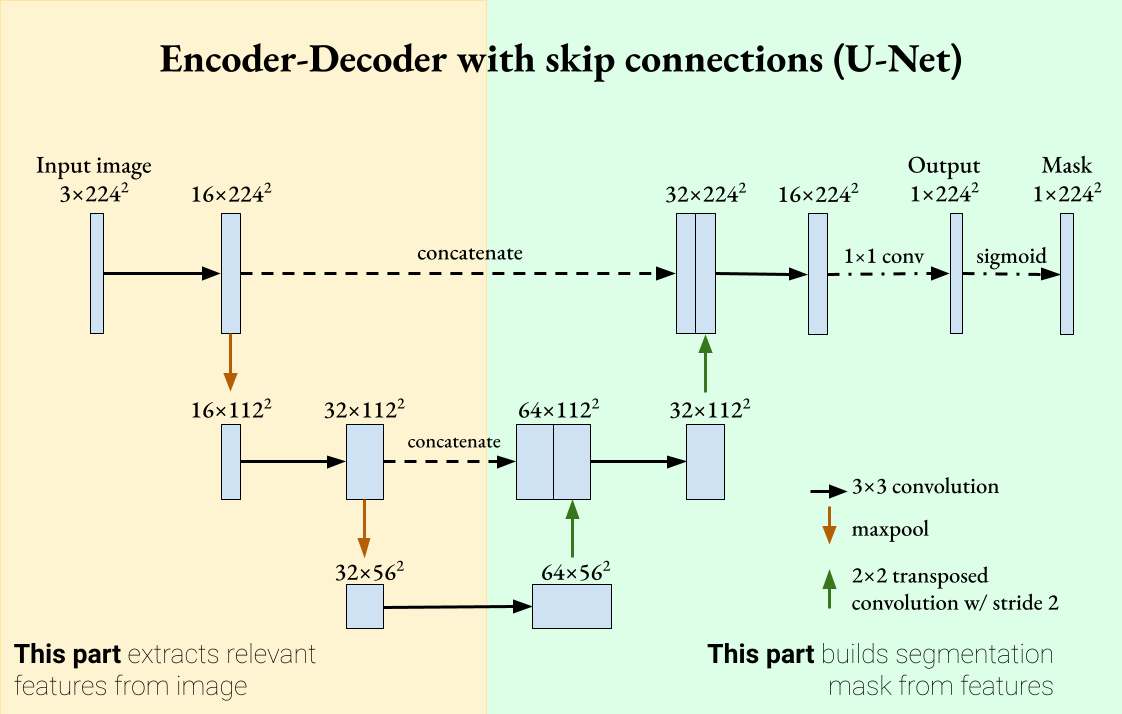 Encoder-Decoder with skip connections (U-Net)
Input image
3×224²
16×224²
32×224²
16×224²
Output
1×224²
Mask
1×224²
concatenate
1×1 conv
sigmoid
16×112²
32×112²
64×112²
32×112²
concatenate
32×56²
64×56²
3×3 convolution
maxpool
2×2 transposed
convolution w/ stride 2
This part extracts relevant
features from image
This part builds segmentation
mask from features